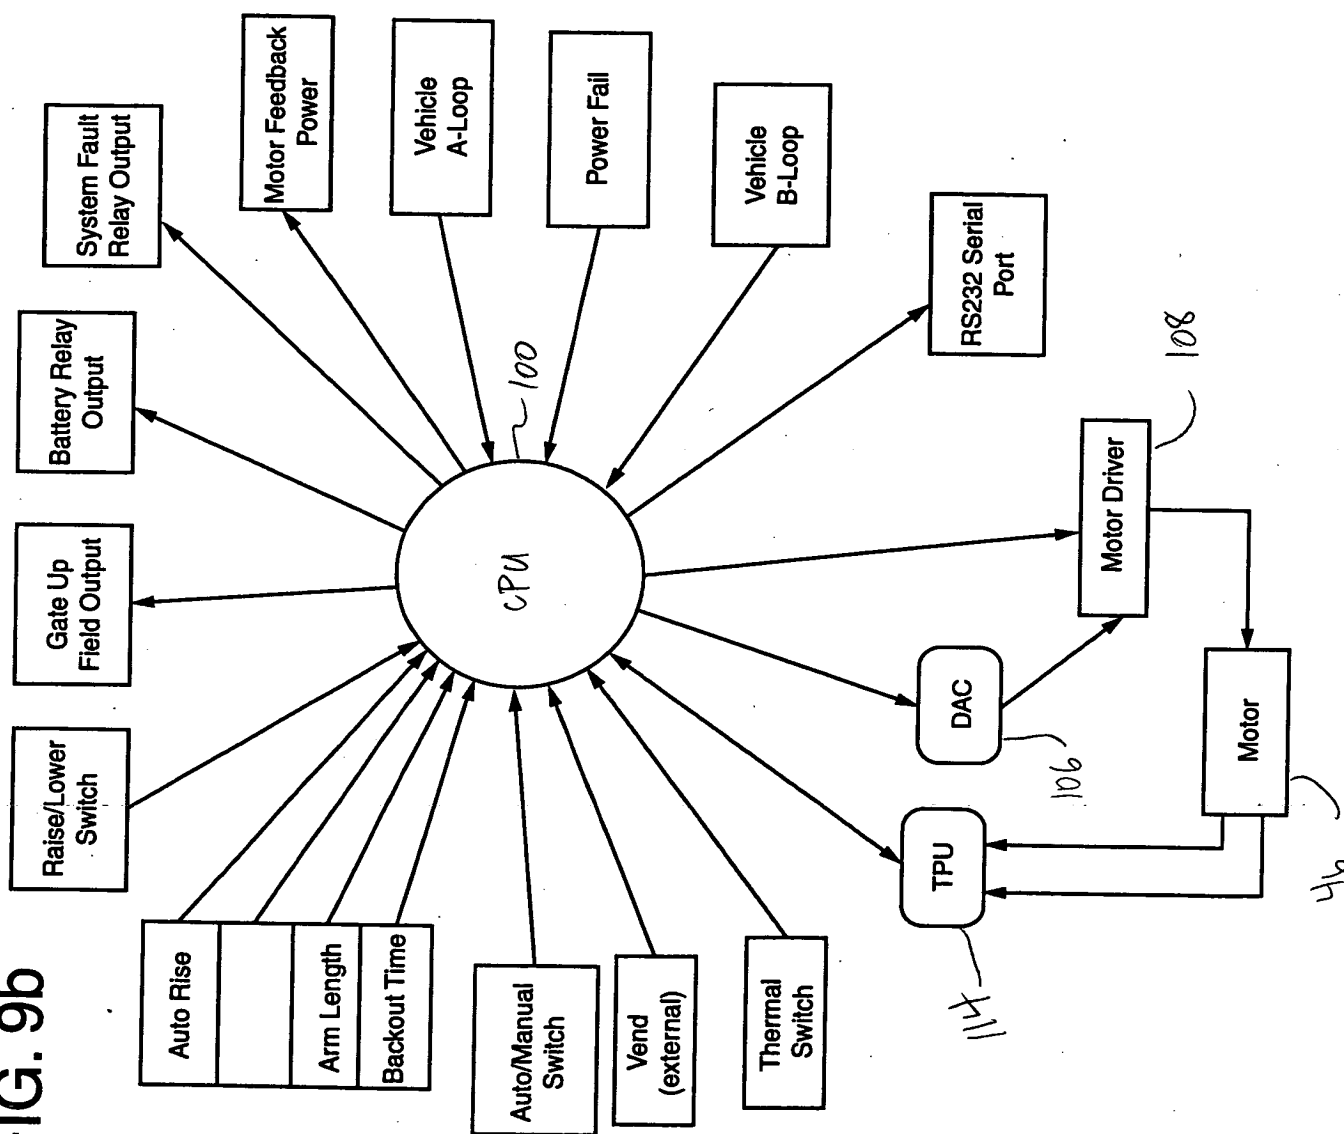 System Fault
Relay Output
Motor Feedback
Power
Vehicle
A-Loop
Power Fail
Vehicle
B-Loop
RS232 Serial
Port
Battery Relay
Output
Gate Up
Field Output
Raise/Lower
Switch
Auto Rise
Arm Length
Backout Time
Auto/Manual
Switch
Vend
(external)
Thermal
Switch
CPU
100
TPU
114
DAC
106
Motor Driver
108
Motor
46
9b